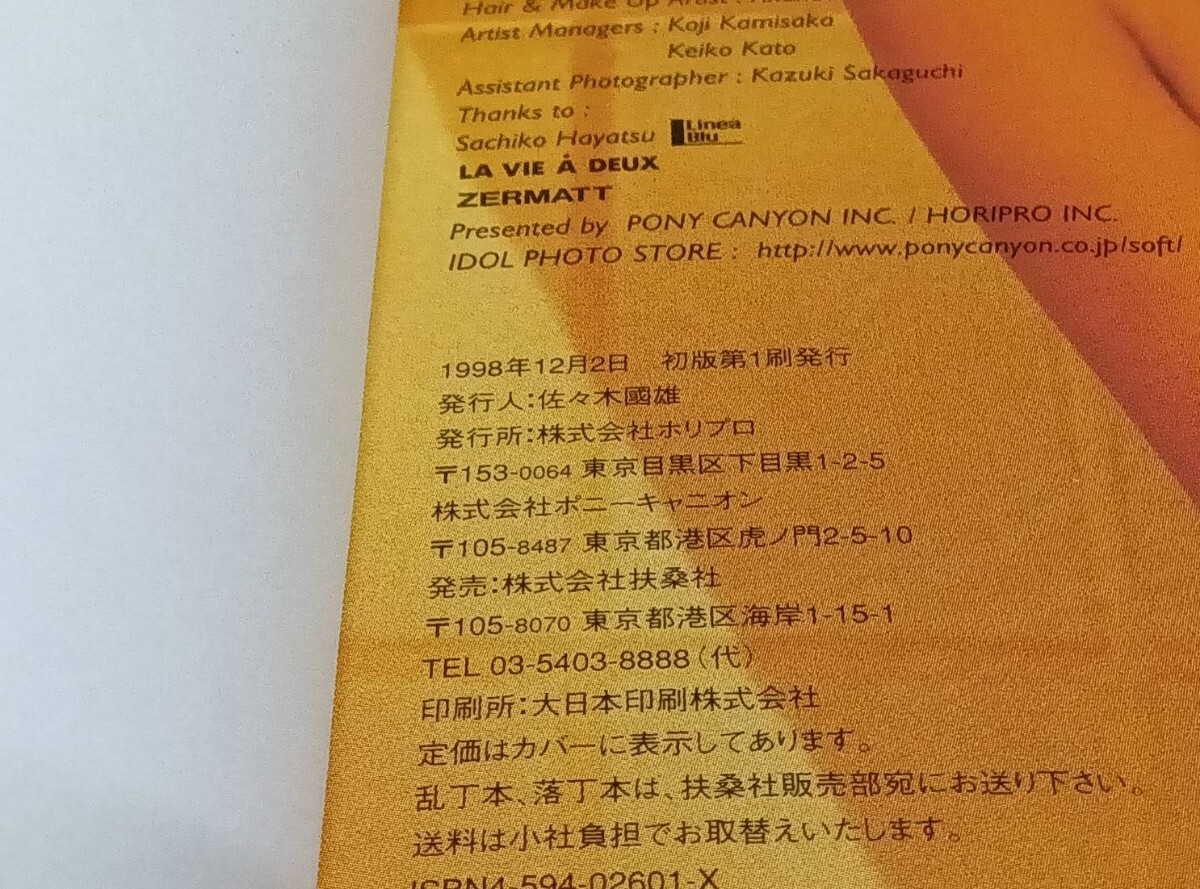 Hair & Make Up Artist :
Artist Managers : Koji Kamisaka
Keiko Kato
Assistant Photographer : Kazuki Sakaguchi
Thanks to :
Sachiko Hayatsu Linea Blu
LA VIE Å DEUX
ZERMATT
Presented by PONY CANYON INC. / HORIPRO INC.
IDOL PHOTO STORE : http://www.ponycanyon.co.jp/soft/
1998年12月2日 初版第1刷発行
発行人:佐々木國雄
発行所:株式会社ホリプロ
〒153-0064 東京目黒区下目黒1-2-5
株式会社ポニーキャニオン
〒105-8487 東京都港区虎ノ門2-5-10
発売:株式会社扶桑社
〒105-8070 東京都港区海岸1-15-1
TEL 03-5403-8888(代)
印刷所:大日本印刷株式会社
定価はカバーに表示してあります。
乱丁本、落丁本は、扶桑社販売部宛にお送り下さい。
送料は小社負担でお取替えいたします。
ISBN4-594-02601-X